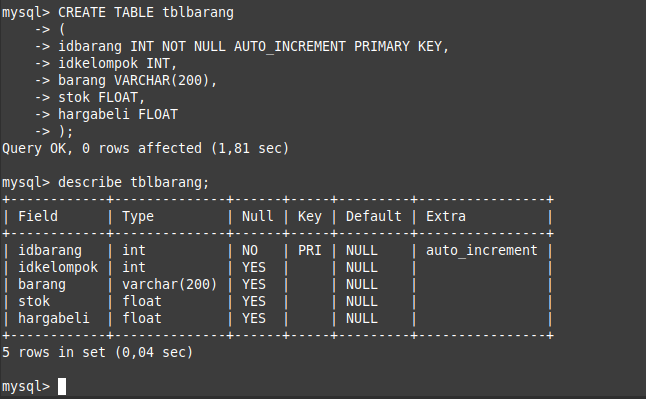 mysql> CREATE TABLE tblbarang
    -> (
    -> idbarang INT NOT NULL AUTO_INCREMENT PRIMARY KEY,
    -> idkelompok INT,
    -> barang VARCHAR(200),
    -> stok FLOAT,
    -> hargabeli FLOAT
    -> );
Query OK, 0 rows affected (1,81 sec)

mysql> describe tblbarang;
+------------+--------------+------+-----+---------+----------------+
| Field      | Type         | Null | Key | Default | Extra          |
+------------+--------------+------+-----+---------+----------------+
| idbarang   | int          | NO   | PRI | NULL    | auto_increment |
| idkelompok | int          | YES  |     | NULL    |                |
| barang     | varchar(200) | YES  |     | NULL    |                |
| stok       | float        | YES  |     | NULL    |                |
| hargabeli  | float        | YES  |     | NULL    |                |
+------------+--------------+------+-----+---------+----------------+
5 rows in set (0,04 sec)

mysql>